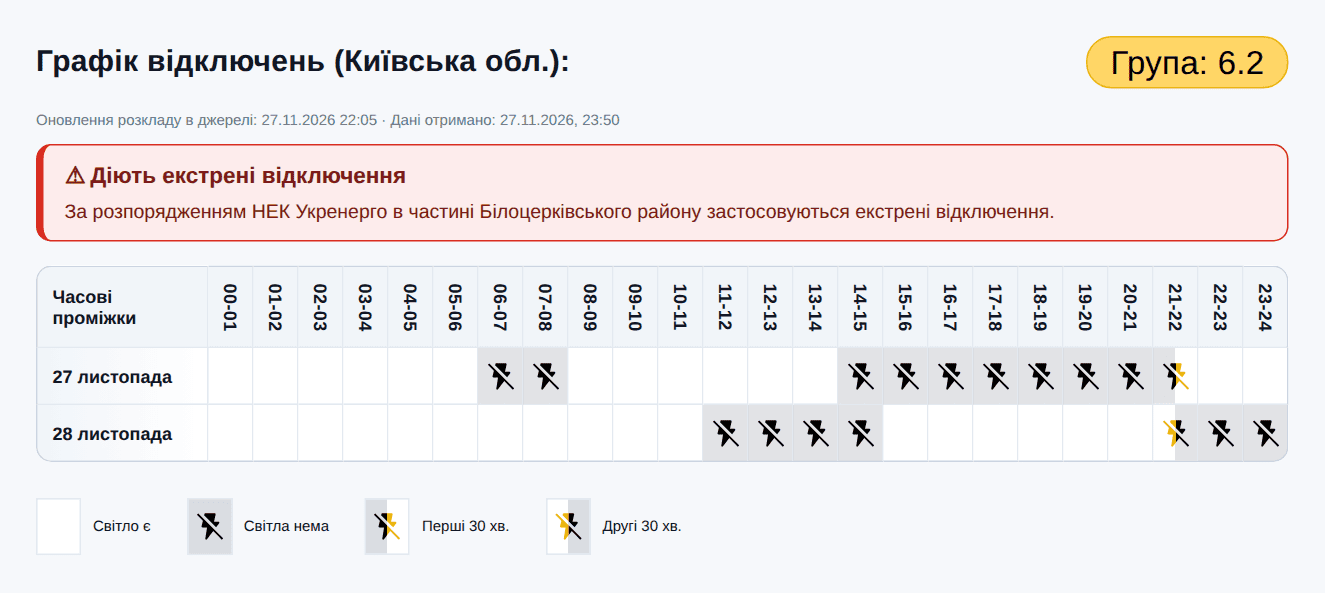 Графік відключень (Київська обл.):
Група: 6.2
Оновлення розкладу в джерелі: 27.11.2026 22:05 · Дані отримано: 27.11.2026, 23:50
⚠ Діють екстрені відключення
За розпорядженням НЕК Укренерго в частині Білоцерківського району застосовуються екстрені відключення.
Часові
проміжки
00-01
01-02
02-03
03-04
04-05
05-06
06-07
07-08
08-09
09-10
10-11
11-12
12-13
13-14
14-15
15-16
16-17
17-18
18-19
19-20
20-21
21-22
22-23
23-24
27 листопада
28 листопада
Світло є
Світла нема
Перші 30 хв.
Другі 30 хв.